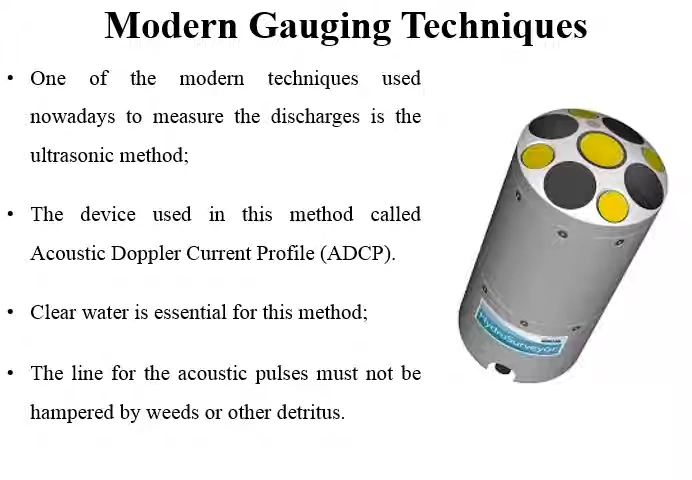 Modern Gauging Techniques
• One of the modern techniques used
nowadays to measure the discharges is the
ultrasonic method;
• The device used in this method called
Acoustic Doppler Current Profile (ADCP).
• Clear water is essential for this method;
• The line for the acoustic pulses must not be
hampered by weeds or other detritus.
HydroSurveyor